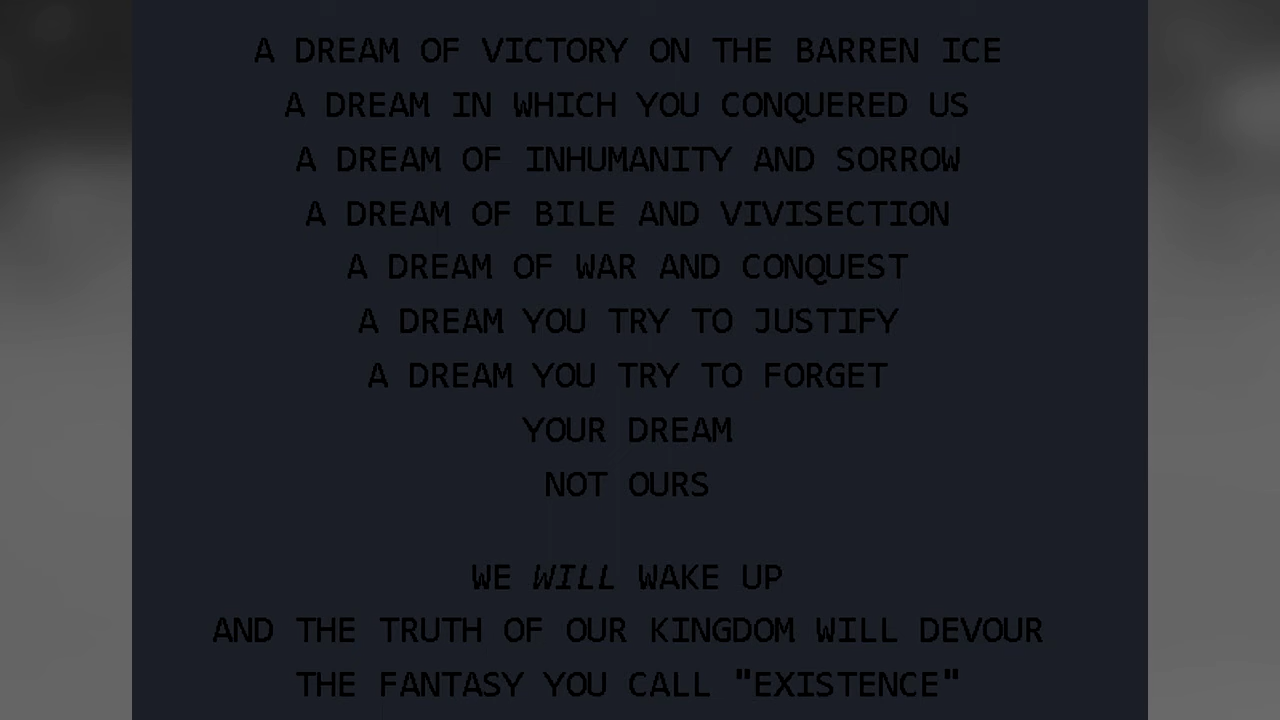 A DREAM OF VICTORY ON THE BARREN ICE
A DREAM IN WHICH YOU CONQUERED US
A DREAM OF INHUMANITY AND SORROW
A DREAM OF BILE AND VIVISECTION
A DREAM OF WAR AND CONQUEST
A DREAM YOU TRY TO JUSTIFY
A DREAM YOU TRY TO FORGET
YOUR DREAM
NOT OURS
WE WILL WAKE UP
AND THE TRUTH OF OUR KINGDOM WILL DEVOUR
THE FANTASY YOU CALL "EXISTENCE"